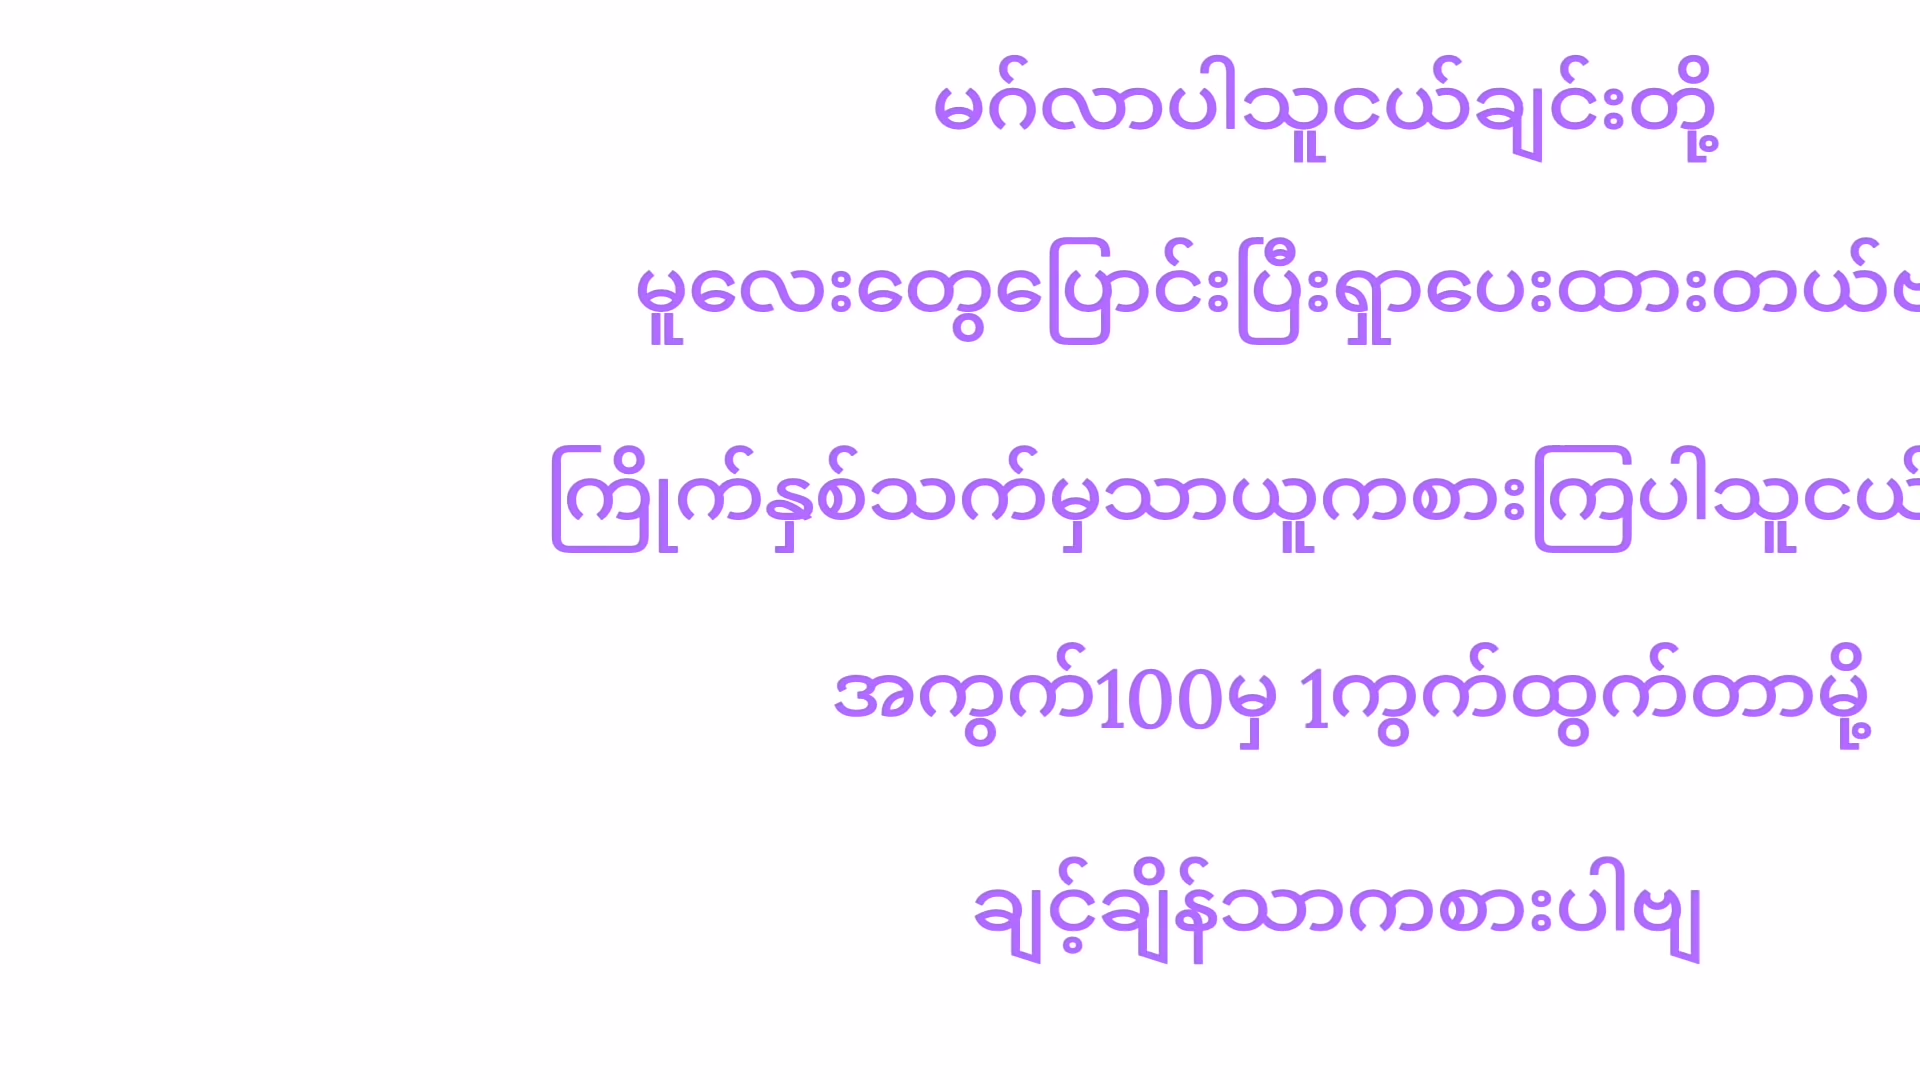 မဂ်လာပါသူငယ်ချင်းတို့
မူလေးတွေပြောင်းပြီးရှာပေးထားတယ်
ကြိုက်နှစ်သက်မှသာယူကစားကြပါသူငယ်
အကွက်100မှ 1ကွက်ထွက်တာမို့
ချင့်ချိန်သာကစားပါဗျ